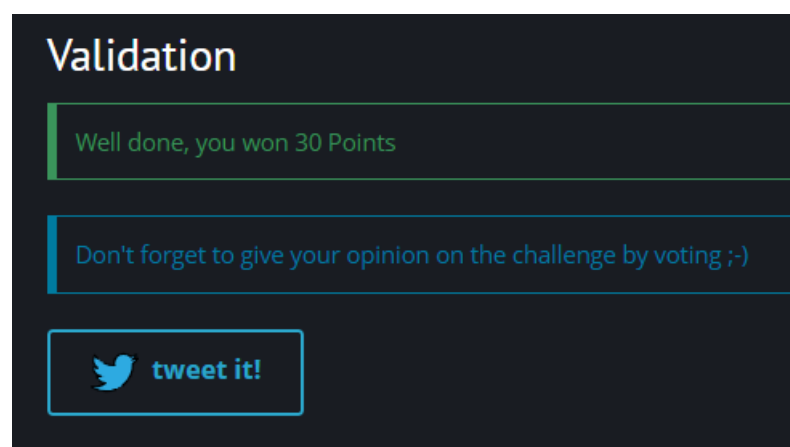 Validation
Well done, you won 30 Points
Don't forget to give your opinion on the challenge by voting ;-)
tweet it!